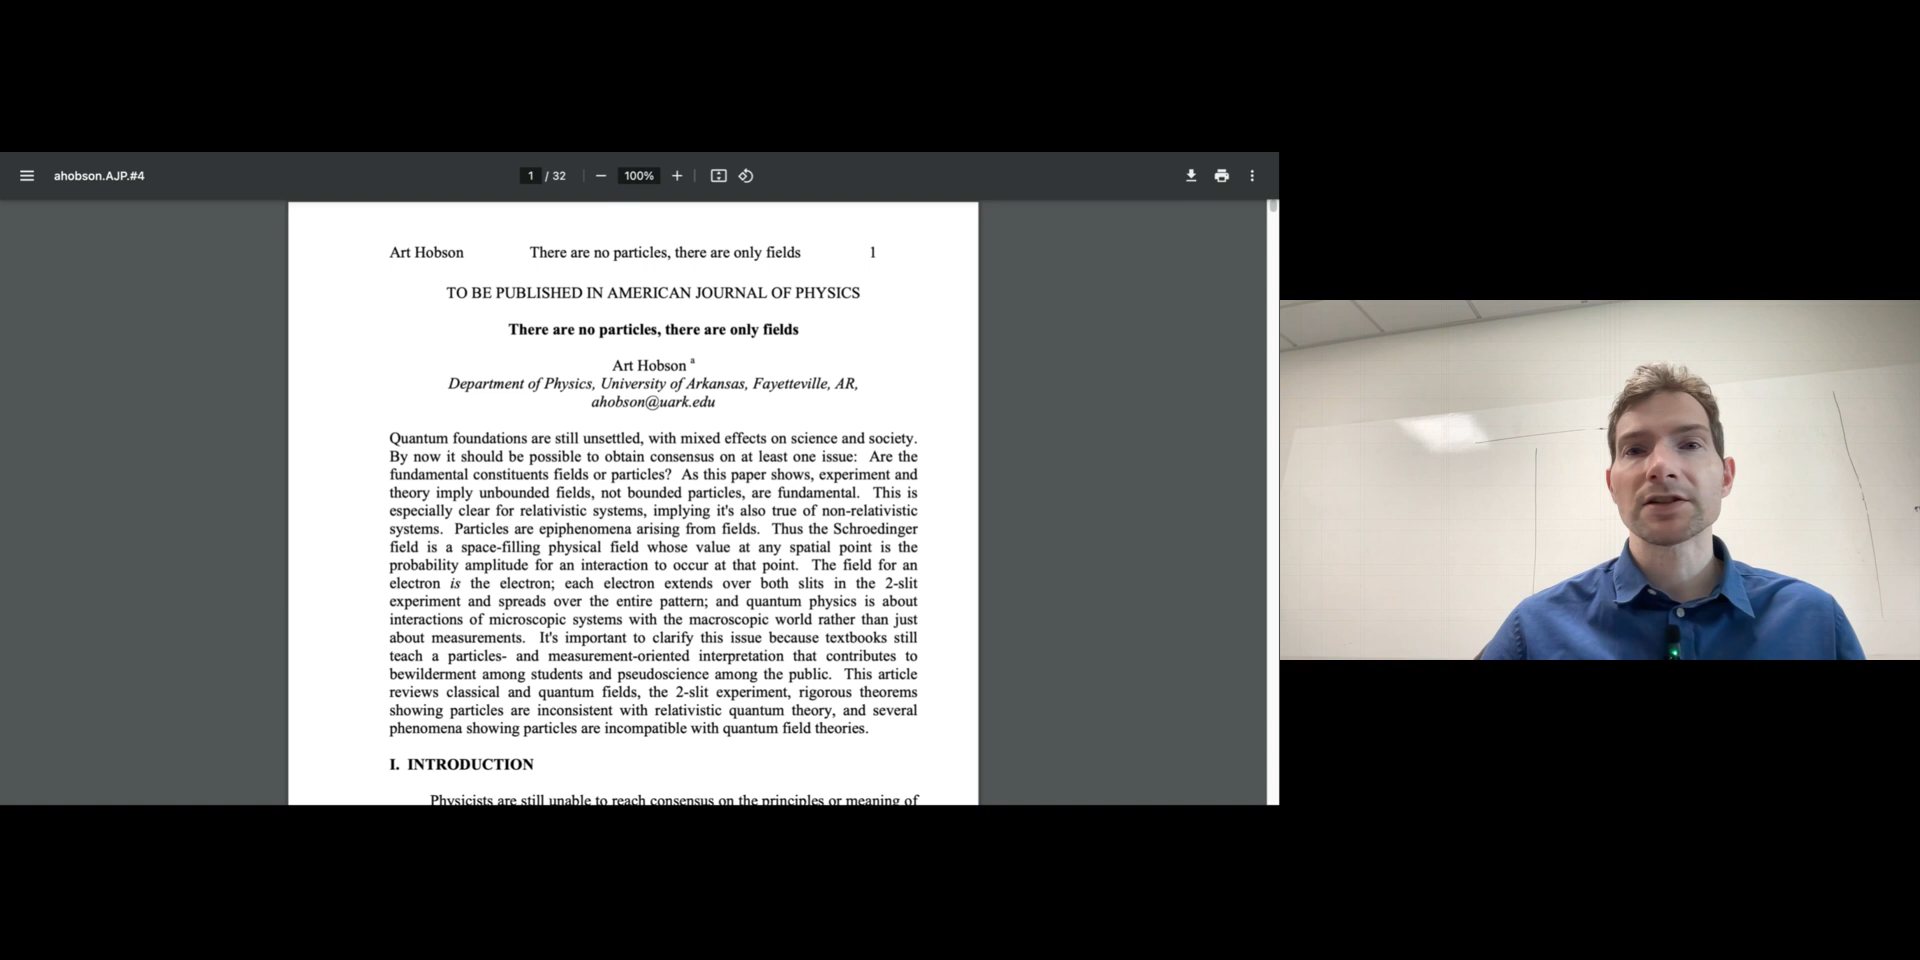 ahobson.AJP.#4
1 / 32
100%
Art Hobson There are no particles, there are only fields 1
TO BE PUBLISHED IN AMERICAN JOURNAL OF PHYSICS
There are no particles, there are only fields
Art Hobson a
Department of Physics, University of Arkansas, Fayetteville, AR,
ahobson@uark.edu
Quantum foundations are still unsettled, with mixed effects on science and society.
By now it should be possible to obtain consensus on at least one issue: Are the
fundamental constituents fields or particles? As this paper shows, experiment and
theory imply unbounded fields, not bounded particles, are fundamental. This is
especially clear for relativistic systems, implying it's also true of non-relativistic
systems. Particles are epiphenomena arising from fields. Thus the Schroedinger
field is a space-filling physical field whose value at any spatial point is the
probability amplitude for an interaction to occur at that point. The field for an
electron is the electron; each electron extends over both slits in the 2-slit
experiment and spreads over the entire pattern; and quantum physics is about
interactions of microscopic systems with the macroscopic world rather than just
about measurements. It's important to clarify this issue because textbooks still
teach a particles- and measurement-oriented interpretation that contributes to
bewilderment among students and pseudoscience among the public. This article
reviews classical and quantum fields, the 2-slit experiment, rigorous theorems
showing particles are inconsistent with relativistic quantum theory, and several
phenomena showing particles are incompatible with quantum field theories.
I. INTRODUCTION
Physicists are still unable to reach consensus on the principles or meaning of